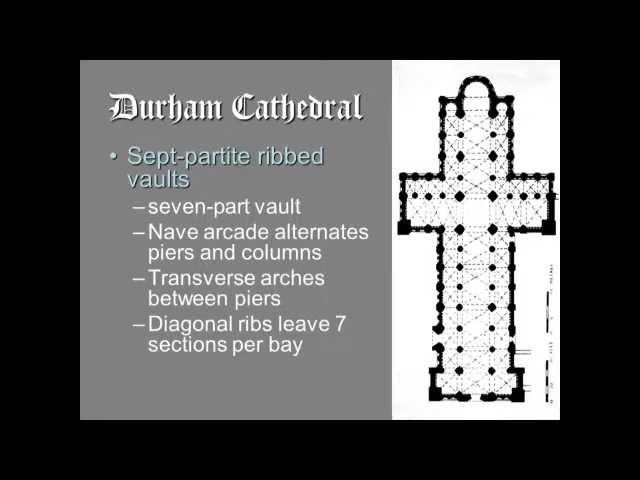 Durham Cathedral
• Sept-partite ribbed
vaults
–seven-part vault
–Nave arcade alternates
piers and columns
–Transverse arches
between piers
–Diagonal ribs leave 7
sections per bay